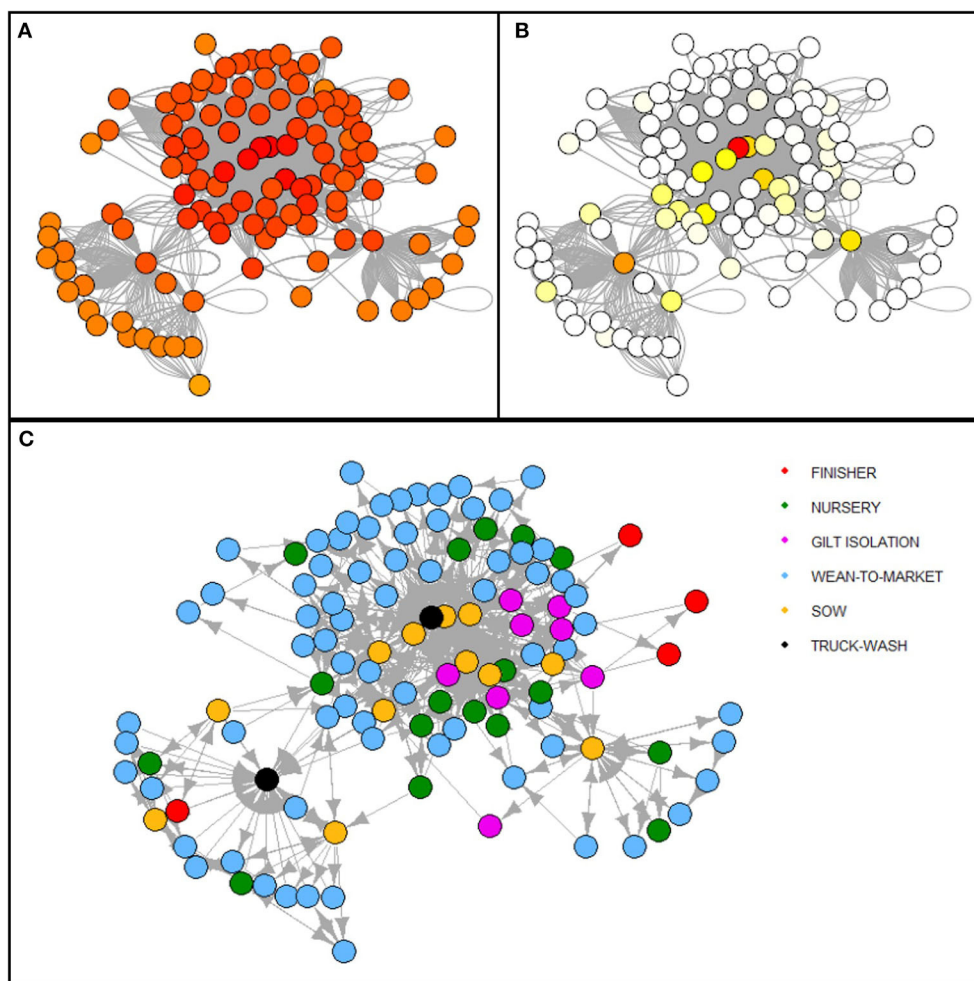 A
B
C
FINISHER
NURSERY
GILT ISOLATION
WEAN-TO-MARKET
SOW
TRUCK-WASH